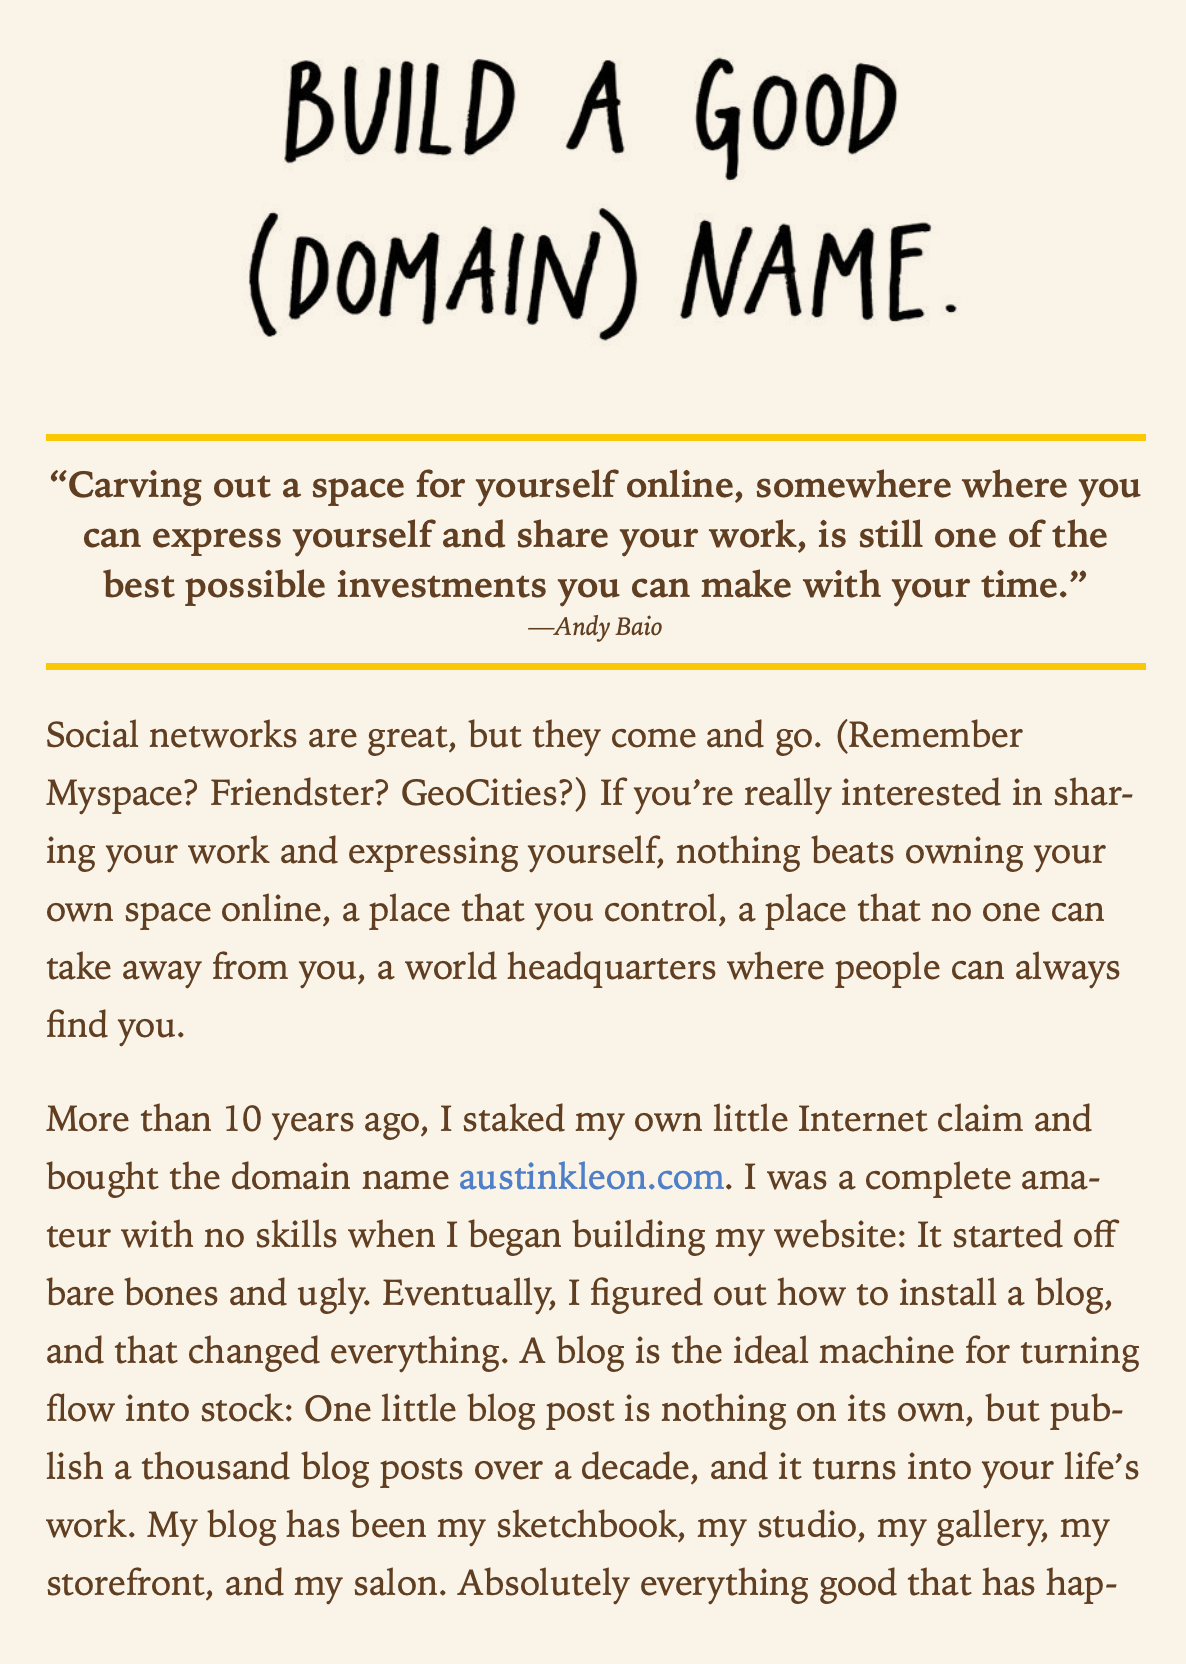 BUILD A GOOD
(DOMAIN) NAME.
“Carving out a space for yourself online, somewhere where you
can express yourself and share your work, is still one of the
best possible investments you can make with your time.”
—Andy Baio
Social networks are great, but they come and go. (Remember
Myspace? Friendster? GeoCities?) If you’re really interested in shar-
ing your work and expressing yourself, nothing beats owning your
own space online, a place that you control, a place that no one can
take away from you, a world headquarters where people can always
find you.
More than 10 years ago, I staked my own little Internet claim and
bought the domain name austinkleon.com. I was a complete ama-
teur with no skills when I began building my website: It started off
bare bones and ugly. Eventually, I figured out how to install a blog,
and that changed everything. A blog is the ideal machine for turning
flow into stock: One little blog post is nothing on its own, but pub-
lish a thousand blog posts over a decade, and it turns into your life’s
work. My blog has been my sketchbook, my studio, my gallery, my
storefront, and my salon. Absolutely everything good that has hap-